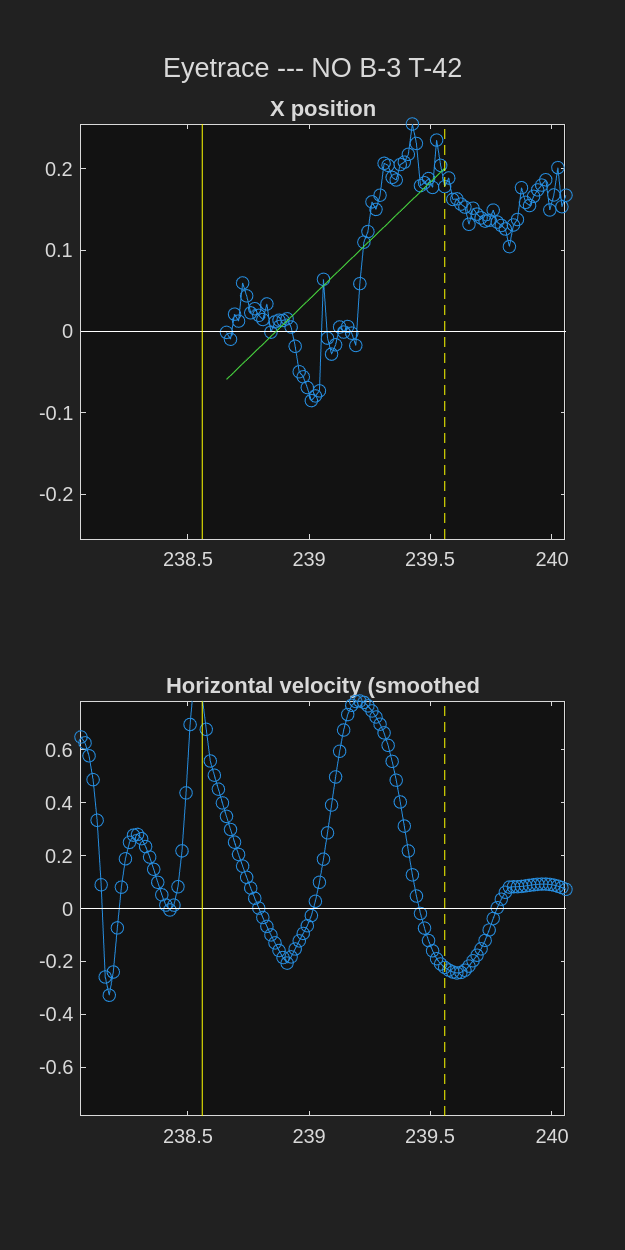 Eyetrace --- NO B-3 T-42
X position
0.2
0.1
0
-0.1
-0.2
238.5 239 239.5 240
Horizontal velocity (smoothed
0.6
0.4
0.2
0
-0.2
-0.4
-0.6
238.5 239 239.5 240